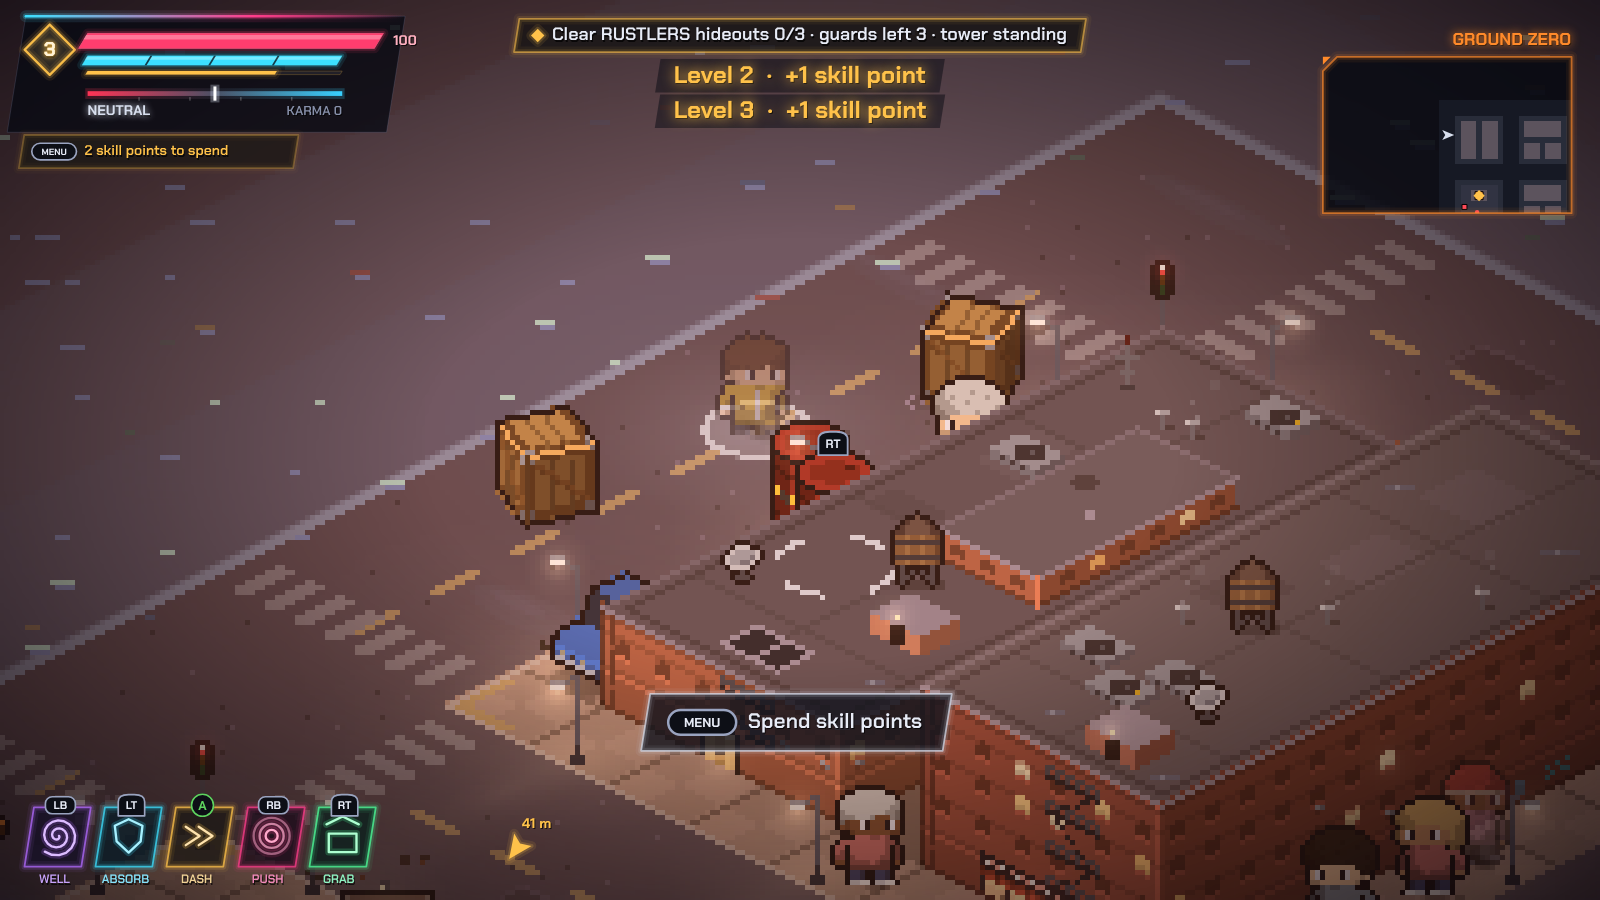 3
100
NEUTRAL
KARMA 0
MENU 2 skill points to spend
Clear RUSTLERS hideouts 0/3 · guards left 3 · tower standing
Level 2 · +1 skill point
Level 3 · +1 skill point
GROUND ZERO
RT
MENU Spend skill points
41 m
LB
LT
A
RB
RT
WELL
ABSORB
DASH
PUSH
GRAB